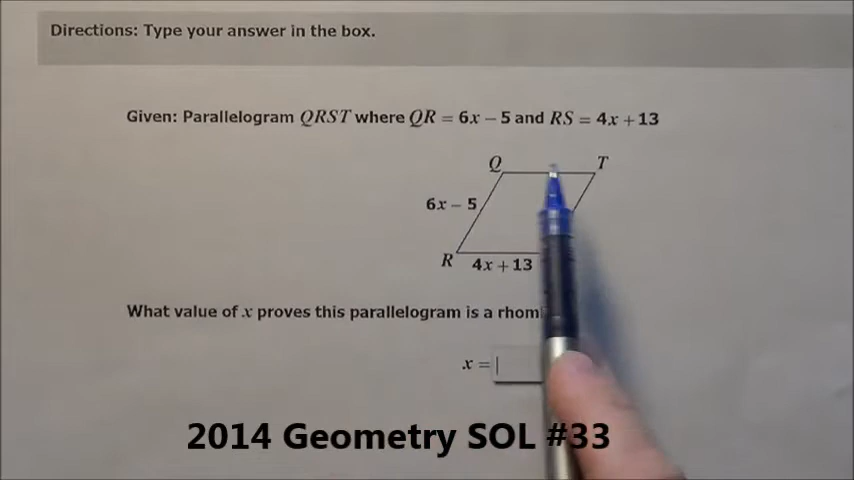 Directions: Type your answer in the box.
Given: Parallelogram QRST where QR = 6x – 5 and RS = 4x + 13
Q T
6x – 5
R 4x + 13
What value of x proves this parallelogram is a
x =
2014 Geometry SOL #33